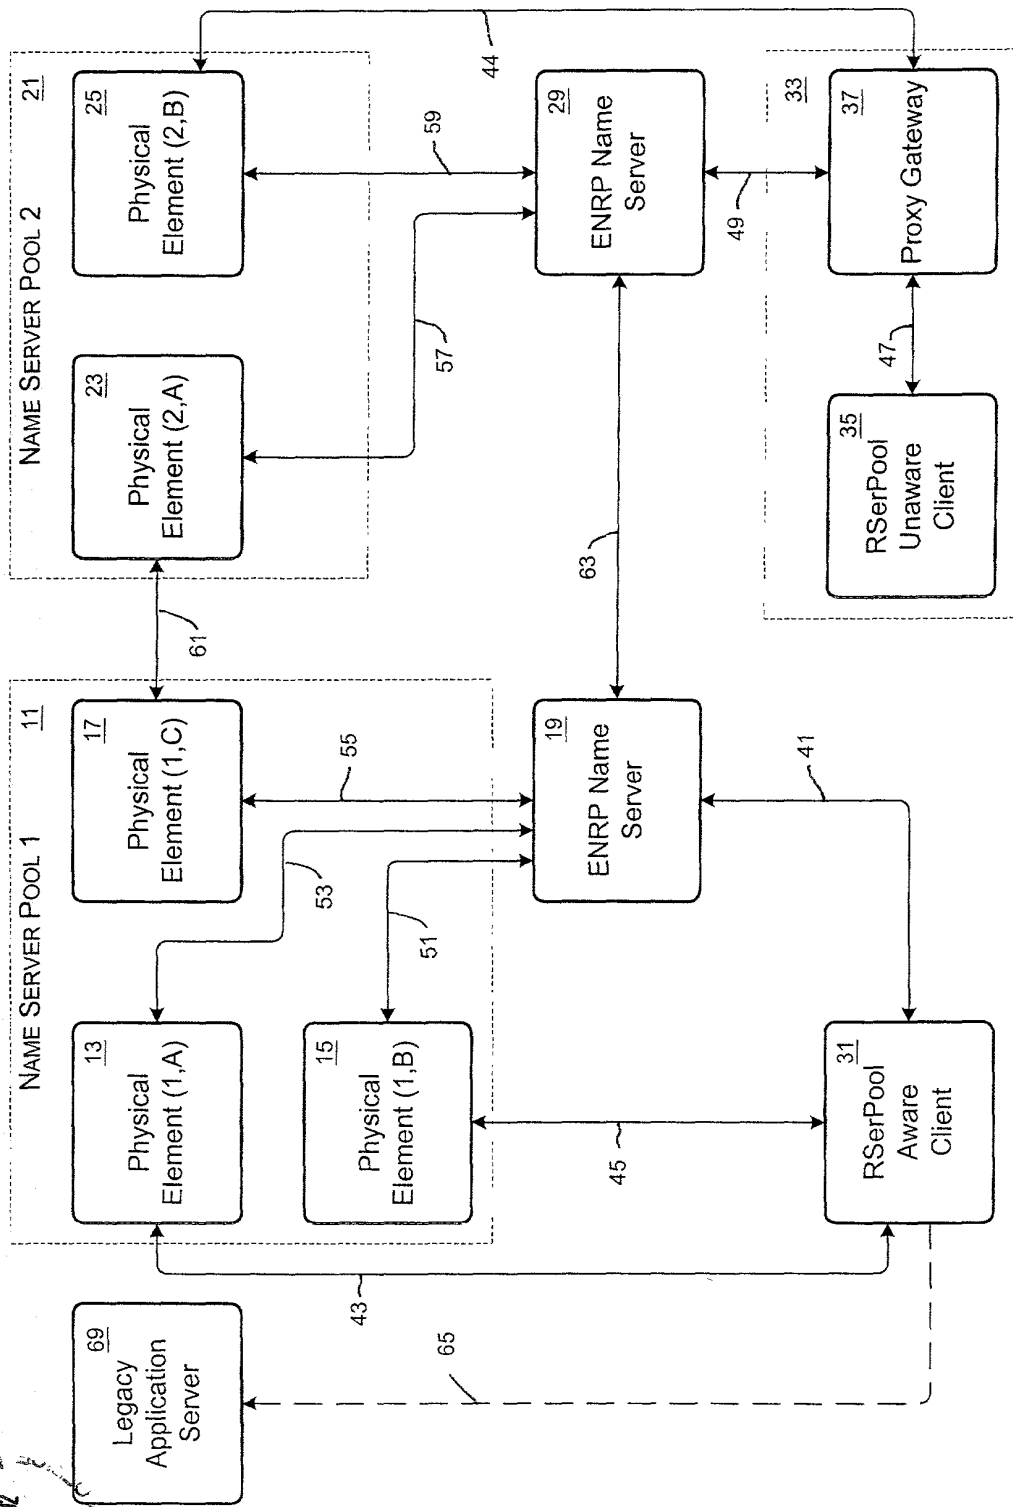 NAME SERVER POOL 1
11
13
Physical
Element (1,A)
17
Physical
Element (1,C)
15
Physical
Element (1,B)
53
55
51
61
NAME SERVER POOL 2
21
23
Physical
Element (2,A)
25
Physical
Element (2,B)
57
59
44
69
Legacy
Application
Server
43
45
65
19
ENRP Name
Server
63
29
ENRP Name
Server
41
49
31
RSerPool
Aware
Client
33
35
RSerPool
Unaware
Client
47
37
Proxy Gateway